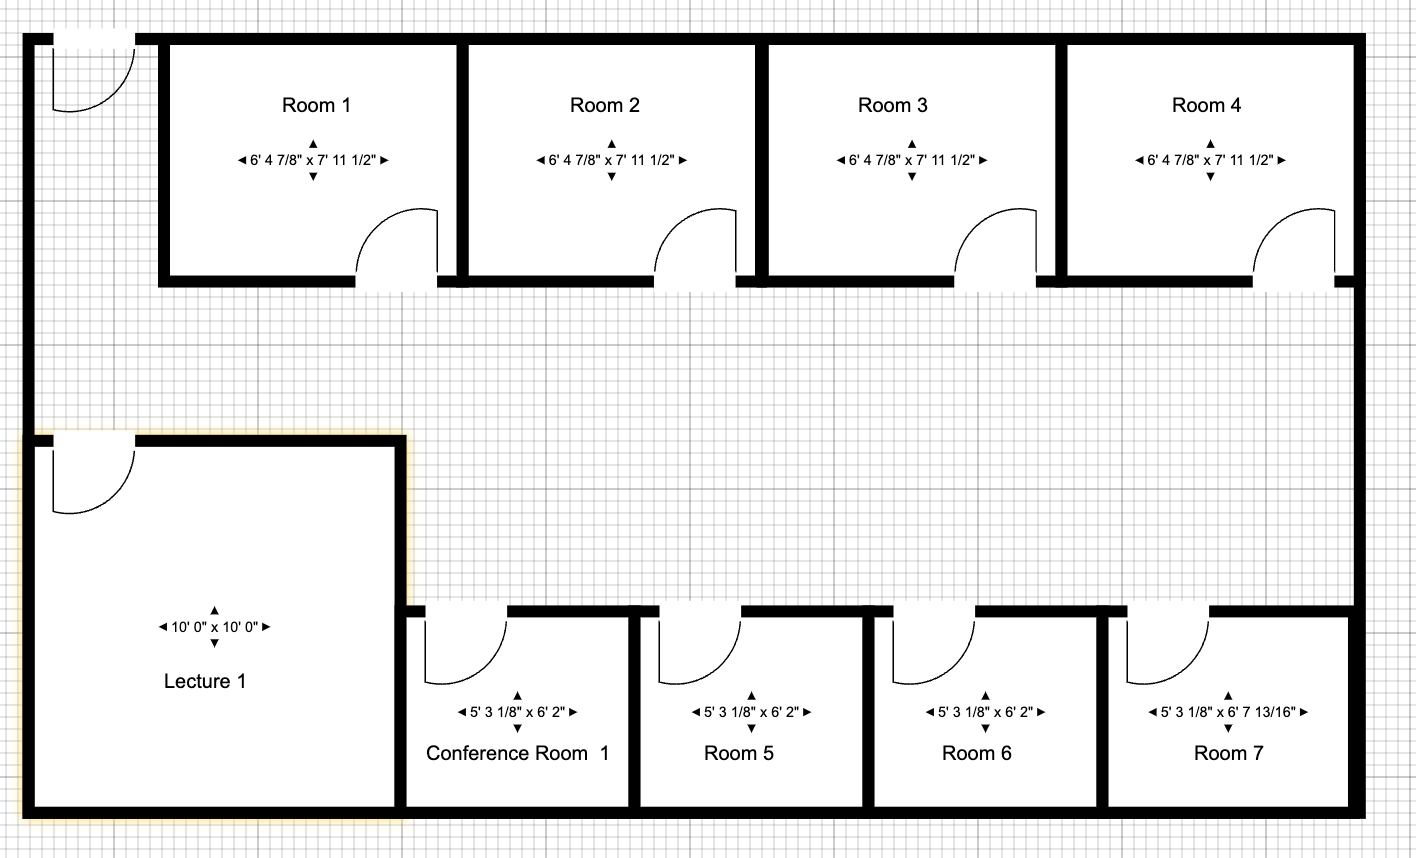 Room 1
Room 2
Room 3
Room 4
6' 4 7/8" x 7' 11 1/2"
6' 4 7/8" x 7' 11 1/2"
6' 4 7/8" x 7' 11 1/2"
6' 4 7/8" x 7' 11 1/2"
10' 0" x 10' 0"
Lecture 1
5' 3 1/8" x 6' 2"
5' 3 1/8" x 6' 2"
5' 3 1/8" x 6' 2"
5' 3 1/8" x 6' 7 13/16"
Conference Room  1
Room 5
Room 6
Room 7